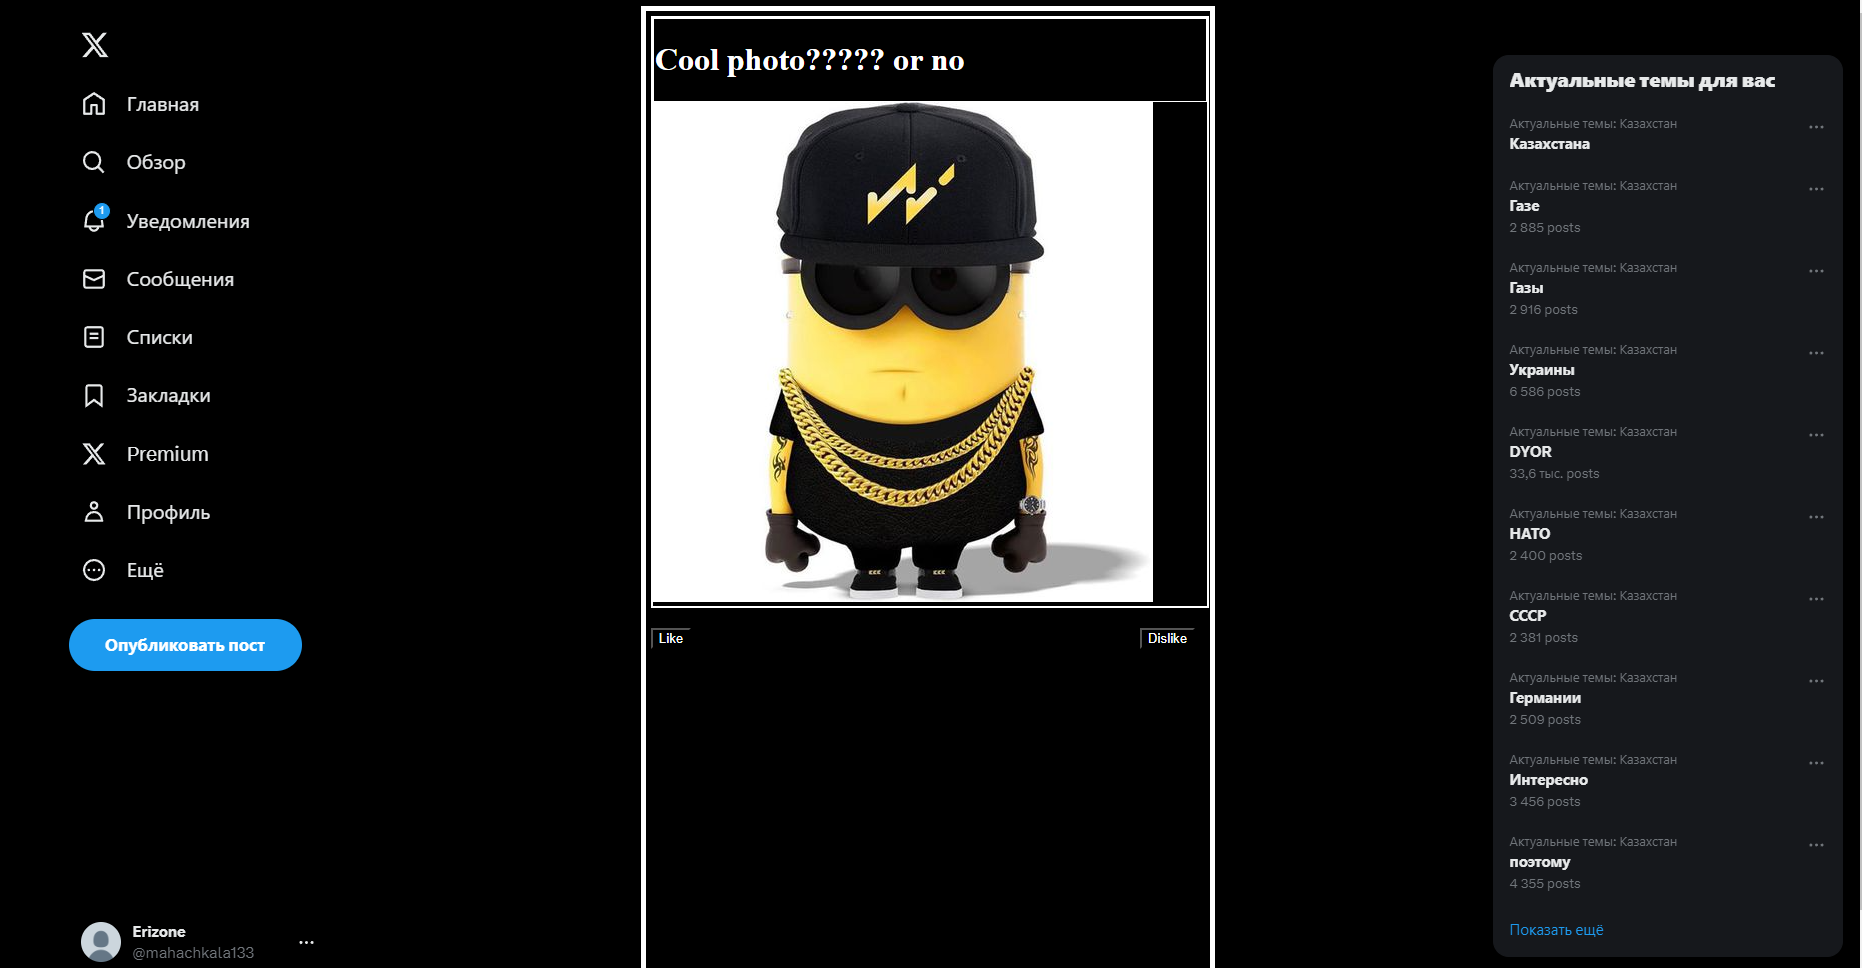 Главная
Обзор
1
Уведомления
Сообщения
Списки
Закладки
Premium
Профиль
Ещё
Опубликовать пост
Erizone
@mahachkala133
Cool photo????? or no
Like
Dislike
Актуальные темы для вас
Актуальные темы: Казахстан
Казахстана
Актуальные темы: Казахстан
Газе
2 885 posts
Актуальные темы: Казахстан
Газы
2 916 posts
Актуальные темы: Казахстан
Украины
6 586 posts
Актуальные темы: Казахстан
DYOR
33,6 тыс. posts
Актуальные темы: Казахстан
НАТО
2 400 posts
Актуальные темы: Казахстан
СССР
2 381 posts
Актуальные темы: Казахстан
Германии
2 509 posts
Актуальные темы: Казахстан
Интересно
3 456 posts
Актуальные темы: Казахстан
поэтому
4 355 posts
Показать ещё